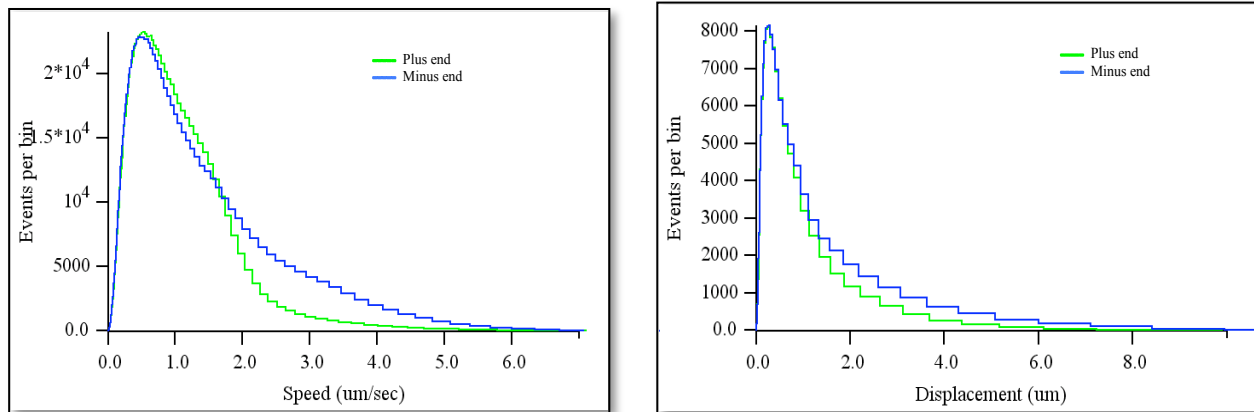 Plus end
Minus end
2*10^4
1.5*10^4
10^4
5000
0.0
Events per bin
0.0 1.0 2.0 3.0 4.0 5.0 6.0
Speed (um/sec)
Plus end
Minus end
8000
7000
6000
5000
4000
3000
2000
1000
0.0
Events per bin
0.0 2.0 4.0 6.0 8.0
Displacement (um)